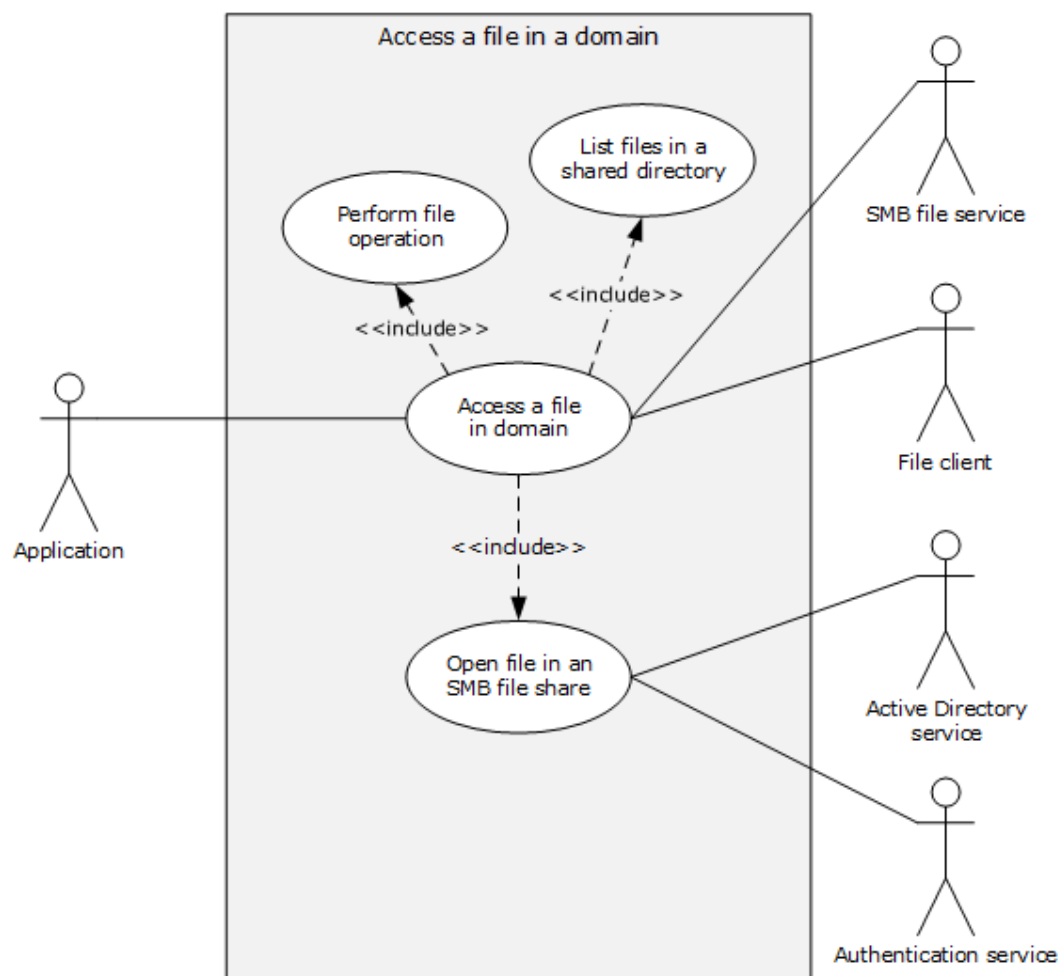 Access a file in a domain
List files in a
shared directory
SMB file service
Perform file
operation
<<include>>
<<include>>
Access a file
in domain
File client
Application
<<include>>
Open file in an
SMB file share
Active Directory
service
Authentication service